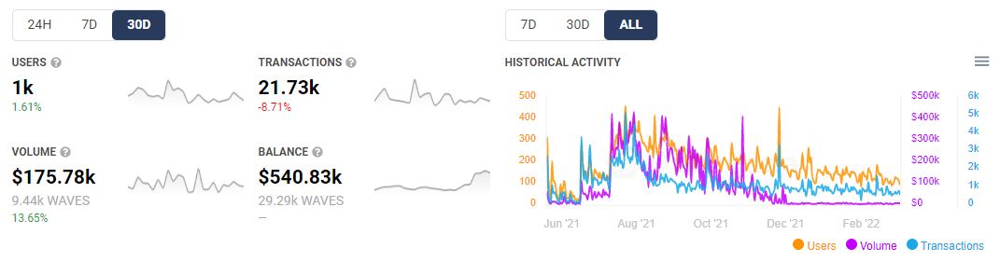 24H 7D 30D
USERS ?
1k
1.61%
TRANSACTIONS ?
21.73k
-8.71%
VOLUME ?
$175.78k
9.44k WAVES
13.65%
BALANCE ?
$540.83k
29.29k WAVES
—
7D 30D ALL
HISTORICAL ACTIVITY
500
400
300
200
100
0
$500k
$400k
$300k
$200k
$100k
$0
6k
5k
4k
3k
2k
1k
0
Jun '21 Aug '21 Oct '21 Dec '21 Feb '22
Users Volume Transactions